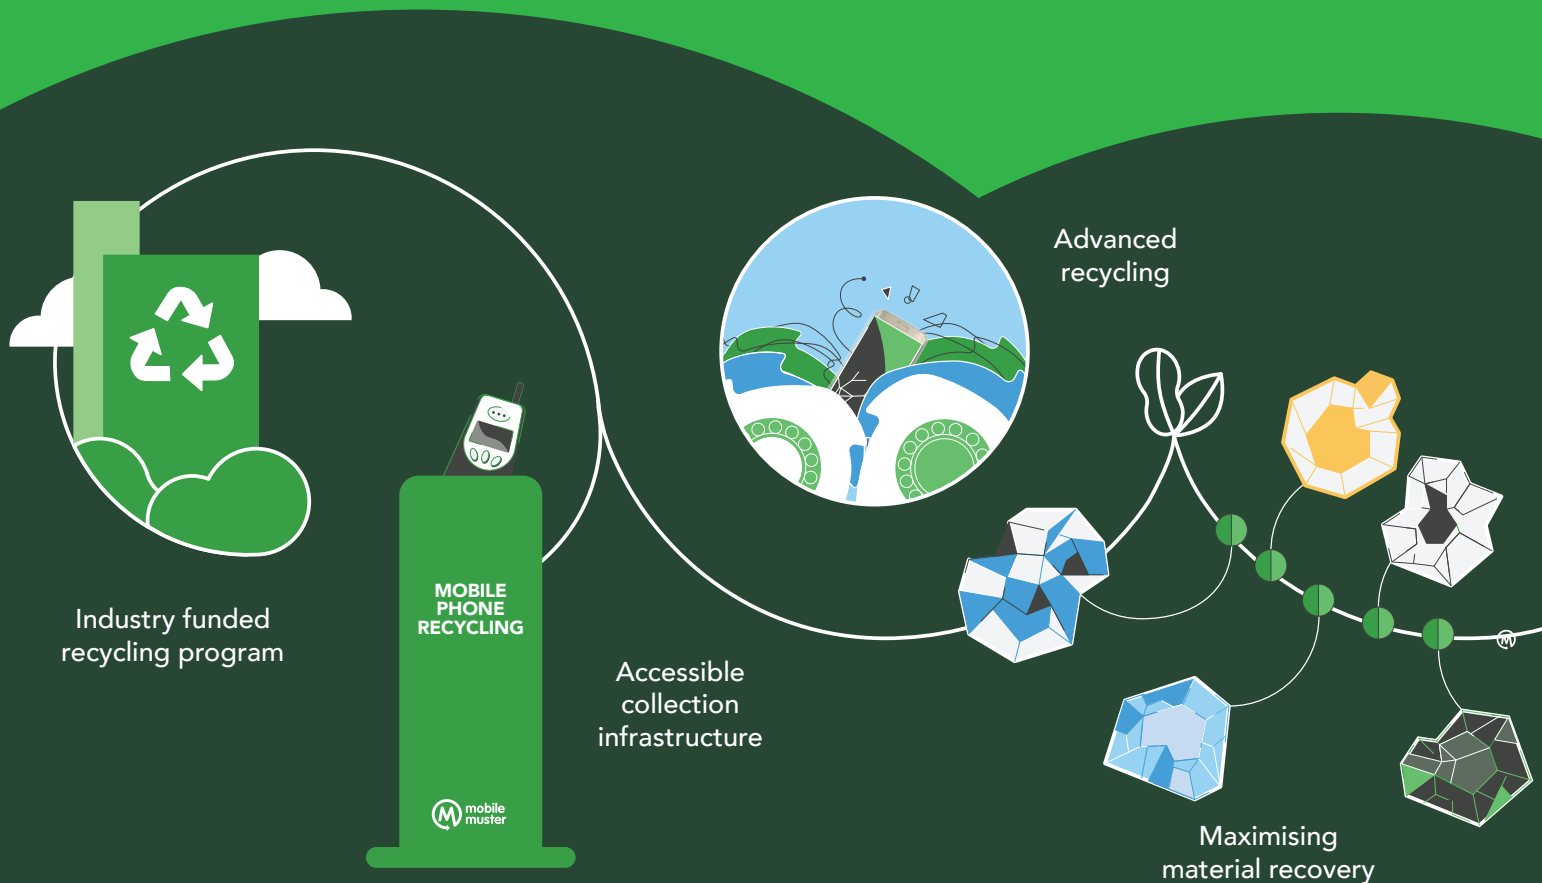 Advanced
recycling
MOBILE
PHONE
RECYCLING
Industry funded
recycling program
Accessible
collection
infrastructure
M mobile
muster
M
Maximising
material recovery